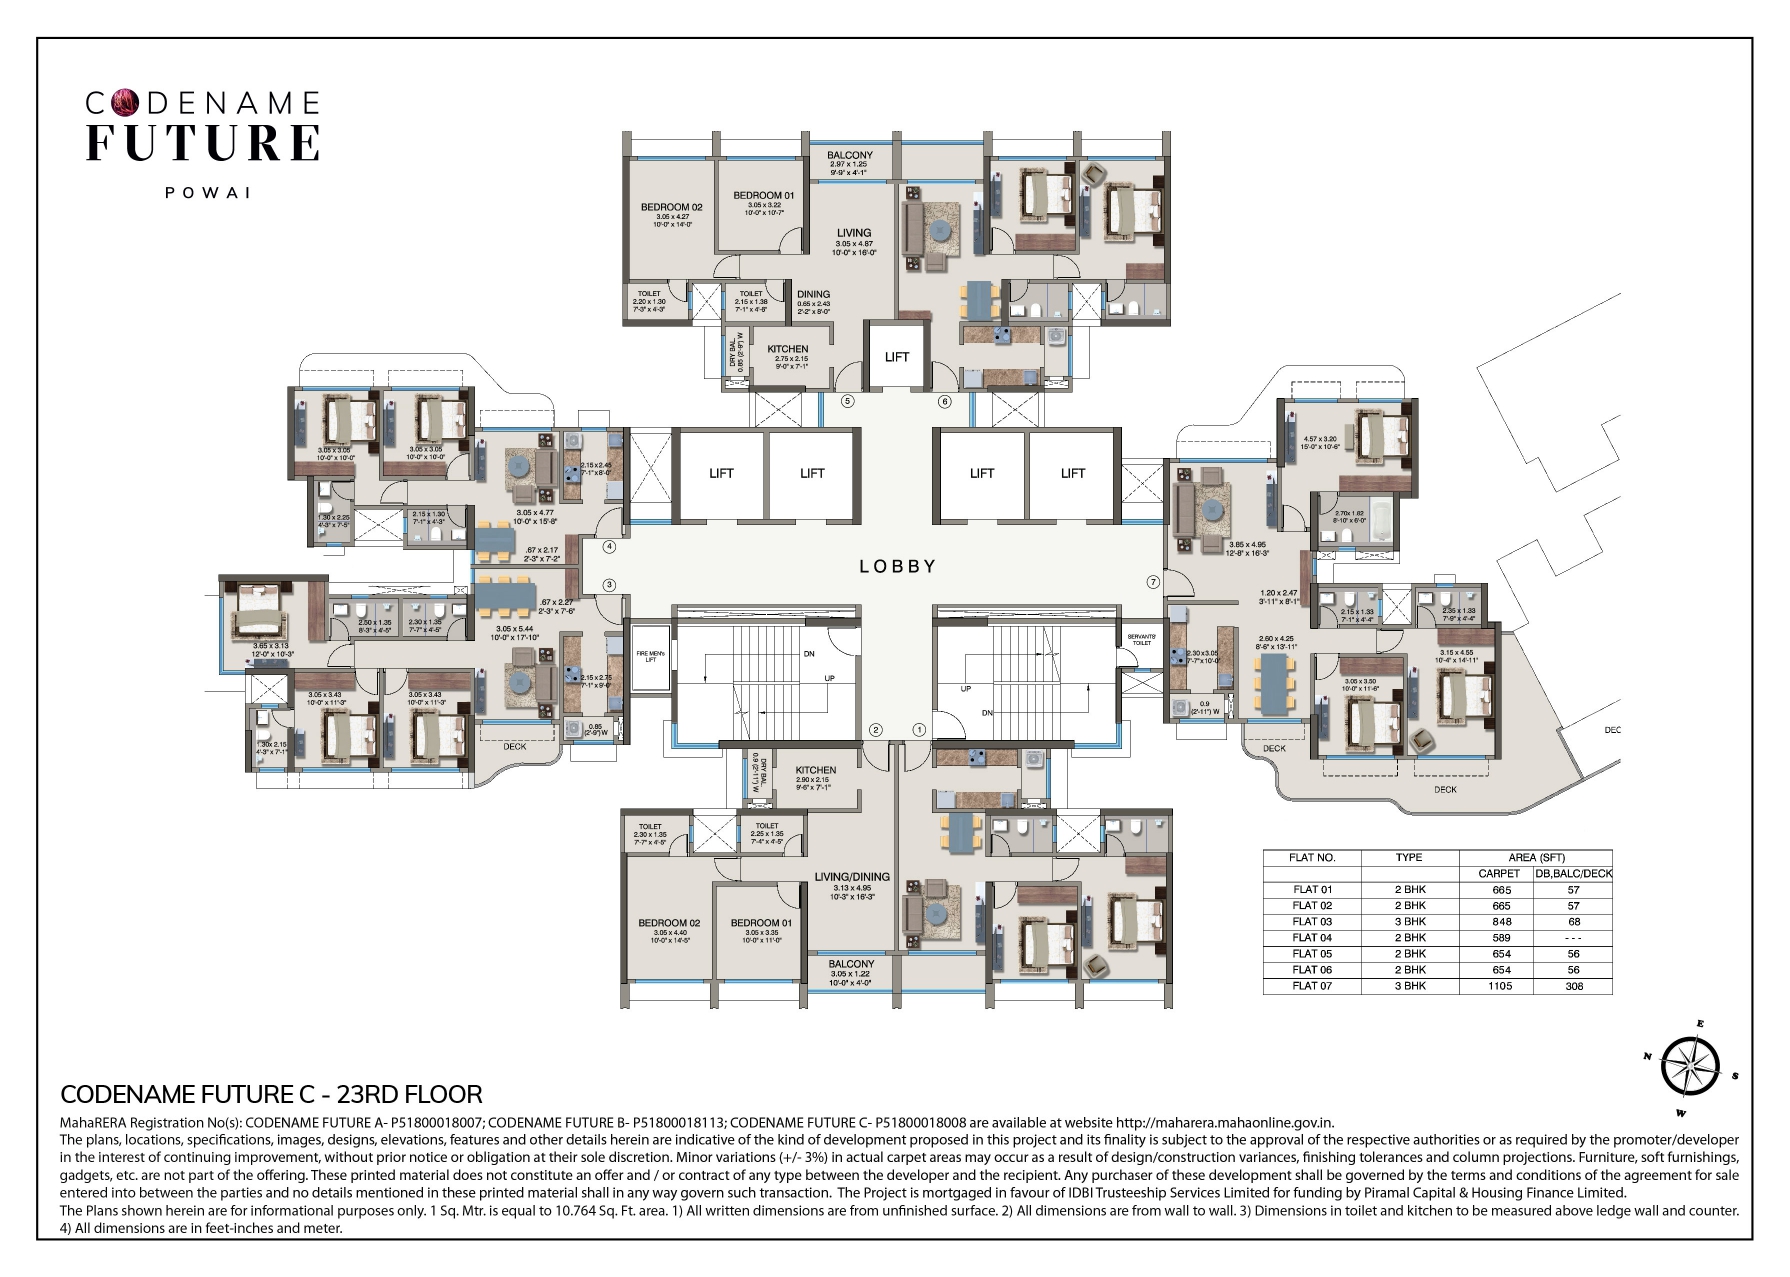 CODENAME
FUTURE
POWAI
BALCONY
2.97 x 1.25
9'-9" x 4'-1"
BEDROOM 02
3.05 x 4.27
10'-0" x 14'-0"
BEDROOM 01
3.05 x 3.22
10'-0" x 10'-7"
LIVING
3.05 x 4.87
10'-0" x 16'-0"
TOILET
2.20 x 1.30
7'-3" x 4'-3"
TOILET
2.15 x 1.38
7'-1" x 4'-6"
DINING
0.65 x 2.43
2'-2" x 8'-0"
DRY BAL.
0.85 (2'-9") W
KITCHEN
2.75 x 2.15
9'-0" x 7'-1"
LIFT
5
6
3.05 x 3.05
10'-0" x 10'-0"
3.05 x 3.05
10'-0" x 10'-0"
2.15 x 2.45
7'-1" x 8'-0"
LIFT
LIFT
LIFT
LIFT
4.57 x 3.20
15'-0" x 10'-6"
1.30 x 2.25
4'-3" x 7'-5"
2.15 x 1.30
7'-1" x 4'-3"
3.05 x 4.77
10'-0" x 15'-8"
2.70x 1.82
8'-10" x 6'-0"
.67 x 2.17
2'-3" x 7'-2"
4
3.85 x 4.95
12'-8" x 16'-3"
LOBBY
3
7
.67 x 2.27
2'-3" x 7'-6"
1.20 x 2.47
3'-11" x 8'-1"
2.50 x 1.35
8'-3" x 4'-5"
2.30 x 1.35
7'-7" x 4'-5"
3.05 x 5.44
10'-0" x 17'-10"
2.15 x 1.33
7'-1" x 4'-4"
2.35 x 1.33
7'-9" x 4'-4"
3.65 x 3.13
12'-0" x 10'-3"
FIRE MEN's
LIFT
DN
UP
UP
DN
SERVANTS'
TOILET
2.30 x 3.05
7'-7"x 10'-0"
2.60 x 4.25
8'-6" x 13'-11"
3.15 x 4.55
10'-4" x 14'-11"
3.05 x 3.43
10'-0" x 11'-3"
3.05 x 3.43
10'-0" x 11'-3"
2.15 x 2.75
7'-1" x 9'-0"
3.05 x 3.50
10'-0" x 11'-6"
1.30x 2.15
4'-3" x 7'-1"
DECK
0.85
(2'-9") W
2
1
0.9
(2'-11") W
DECK
DECK
DEC
DRY BAL
0.9 (2'-11") W
KITCHEN
2.90 x 2.15
9'-6" x 7'-1"
TOILET
2.30 x 1.35
7'-7" x 4'-5"
TOILET
2.25 x 1.35
7'-4" x 4'-5"
LIVING/DINING
3.13 x 4.95
10'-3" x 16'-3"
BEDROOM 02
3.05 x 4.40
10'-0" x 14'-5"
BEDROOM 01
3.05 x 3.35
10'-0" x 11'-0"
BALCONY
3.05 x 1.22
10'-0" x 4'-0"
FLAT NO. TYPE AREA (SFT)
CARPET DB,BALC/DECK
FLAT 01 2 BHK 665 57
FLAT 02 2 BHK 665 57
FLAT 03 3 BHK 848 68
FLAT 04 2 BHK 589 - - -
FLAT 05 2 BHK 654 56
FLAT 06 2 BHK 654 56
FLAT 07 3 BHK 1105 308
E
N
S
W
CODENAME FUTURE C - 23RD FLOOR
MahaRERA Registration No(s): CODENAME FUTURE A- P51800018007; CODENAME FUTURE B- P51800018113; CODENAME FUTURE C- P51800018008 are available at website http://maharera.mahaonline.gov.in.
The plans, locations, specifications, images, designs, elevations, features and other details herein are indicative of the kind of development proposed in this project and its finality is subject to the approval of the respective authorities or as required by the promoter/developer
in the interest of continuing improvement, without prior notice or obligation at their sole discretion. Minor variations (+/- 3%) in actual carpet areas may occur as a result of design/construction variances, finishing tolerances and column projections. Furniture, soft furnishings,
gadgets, etc. are not part of the offering. These printed material does not constitute an offer and / or contract of any type between the developer and the recipient. Any purchaser of these development shall be governed by the terms and conditions of the agreement for sale
entered into between the parties and no details mentioned in these printed material shall in any way govern such transaction. The Project is mortgaged in favour of IDBI Trusteeship Services Limited for funding by Piramal Capital & Housing Finance Limited.
The Plans shown herein are for informational purposes only. 1 Sq. Mtr. is equal to 10.764 Sq. Ft. area. 1) All written dimensions are from unfinished surface. 2) All dimensions are from wall to wall. 3) Dimensions in toilet and kitchen to be measured above ledge wall and counter.
4) All dimensions are in feet-inches and meter.